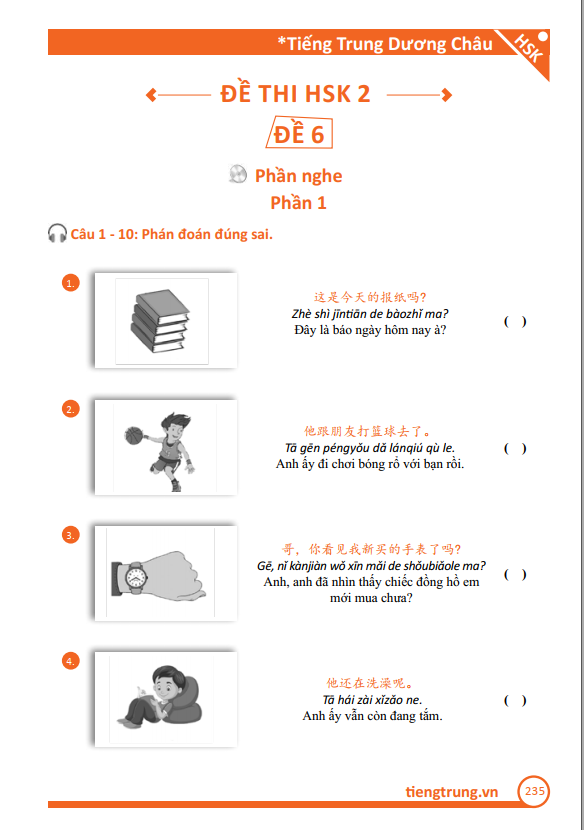 *Tiếng Trung Dương Châu
HSK
ĐỀ THI HSK 2
ĐỀ 6
Phần nghe
Phần 1
Câu 1 - 10: Phán đoán đúng sai.
1.
这是今天的报纸吗?
Zhè shì jīntiān de bàozhǐ ma?
Đây là báo ngày hôm nay à?
( )
2.
他跟朋友打篮球去了。
Tā gēn péngyǒu dǎ lánqiú qù le.
Anh ấy đi chơi bóng rổ với bạn rồi.
( )
3.
哥，你看见我新买的手表了吗?
Gē, nǐ kànjiàn wǒ xīn mǎi de shǒubiǎole ma?
Anh, anh đã nhìn thấy chiếc đồng hồ em
mới mua chưa?
( )
4.
他还在洗澡呢。
Tā hái zài xǐzǎo ne.
Anh ấy vẫn còn đang tắm.
( )
tiengtrung.vn
235